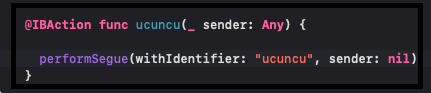 @IBAction func ucuncu(_ sender: Any) {
performSegue(withIdentifier: "ucuncu", sender: nil)
}